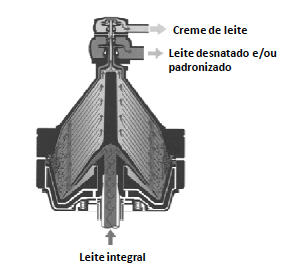 Creme de leite
Leite desnatado e/ou
padronizado
Leite integral